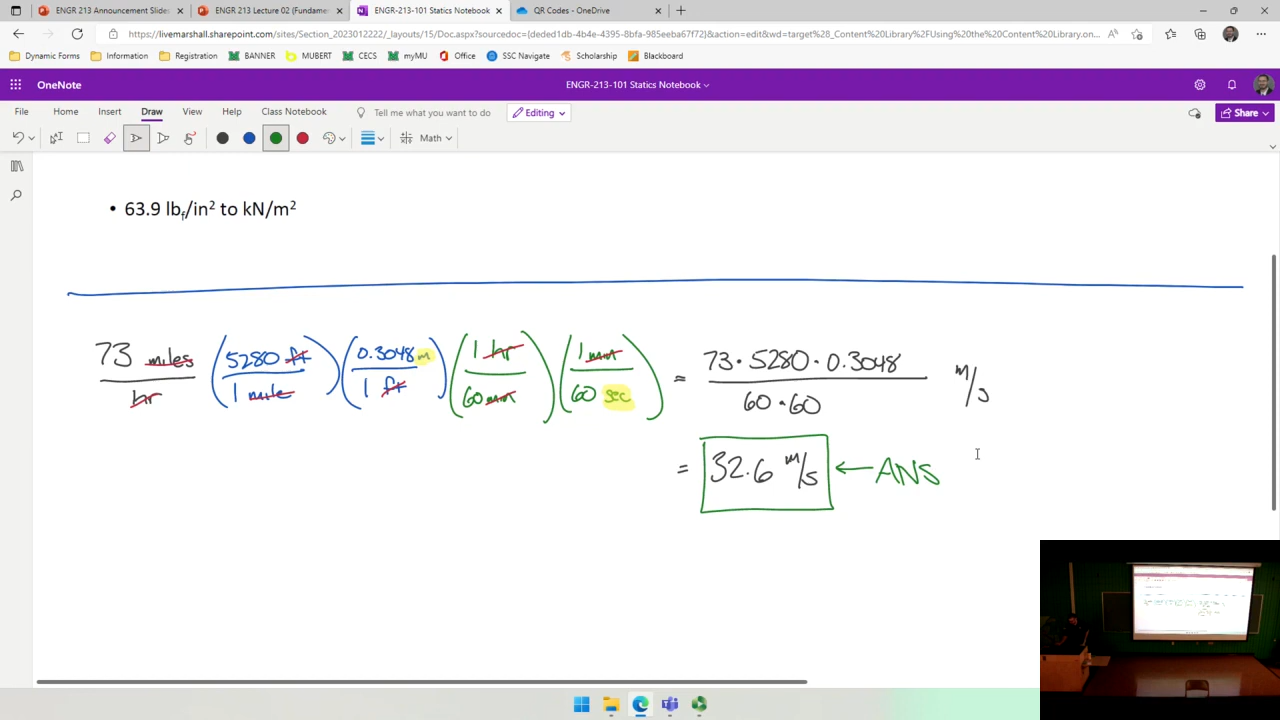 ENGR 213 Announcement Slides
ENGR 213 Lecture 02 (Fundame
ENGR-213-101 Statics Notebook
QR Codes - OneDrive
https://livemarshall.sharepoint.com/sites/Section_2023012222/_layouts/15/Doc.aspx?sourcedoc={deded1db-4b4e-4395-8bfa-985eeba67f72}&action=edit&wd=target%28_Content%20Library%2FUsing%20the%20Content%20Library.on...
Dynamic Forms Information Registration BANNER MUBERT CECS myMU Office SSC Navigate Scholarship Blackboard
OneNote
ENGR-213-101 Statics Notebook
File Home Insert Draw View Help Class Notebook Tell me what you want to do Editing Share
Math
• 63.9 lbf/in² to kN/m²
73 miles/hr (5280 ft/1 mile) (0.3048 m/1 ft) (1 hr/60 min) (1 min/60 sec) = 73 · 5280 · 0.3048/60 · 60 m/s
= 32.6 m/s ← ANS